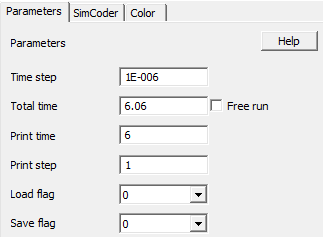 Parameters SimCoder Color
Parameters Help
Time step 1E-006
Total time 6.06 Free run
Print time 6
Print step 1
Load flag 0
Save flag 0